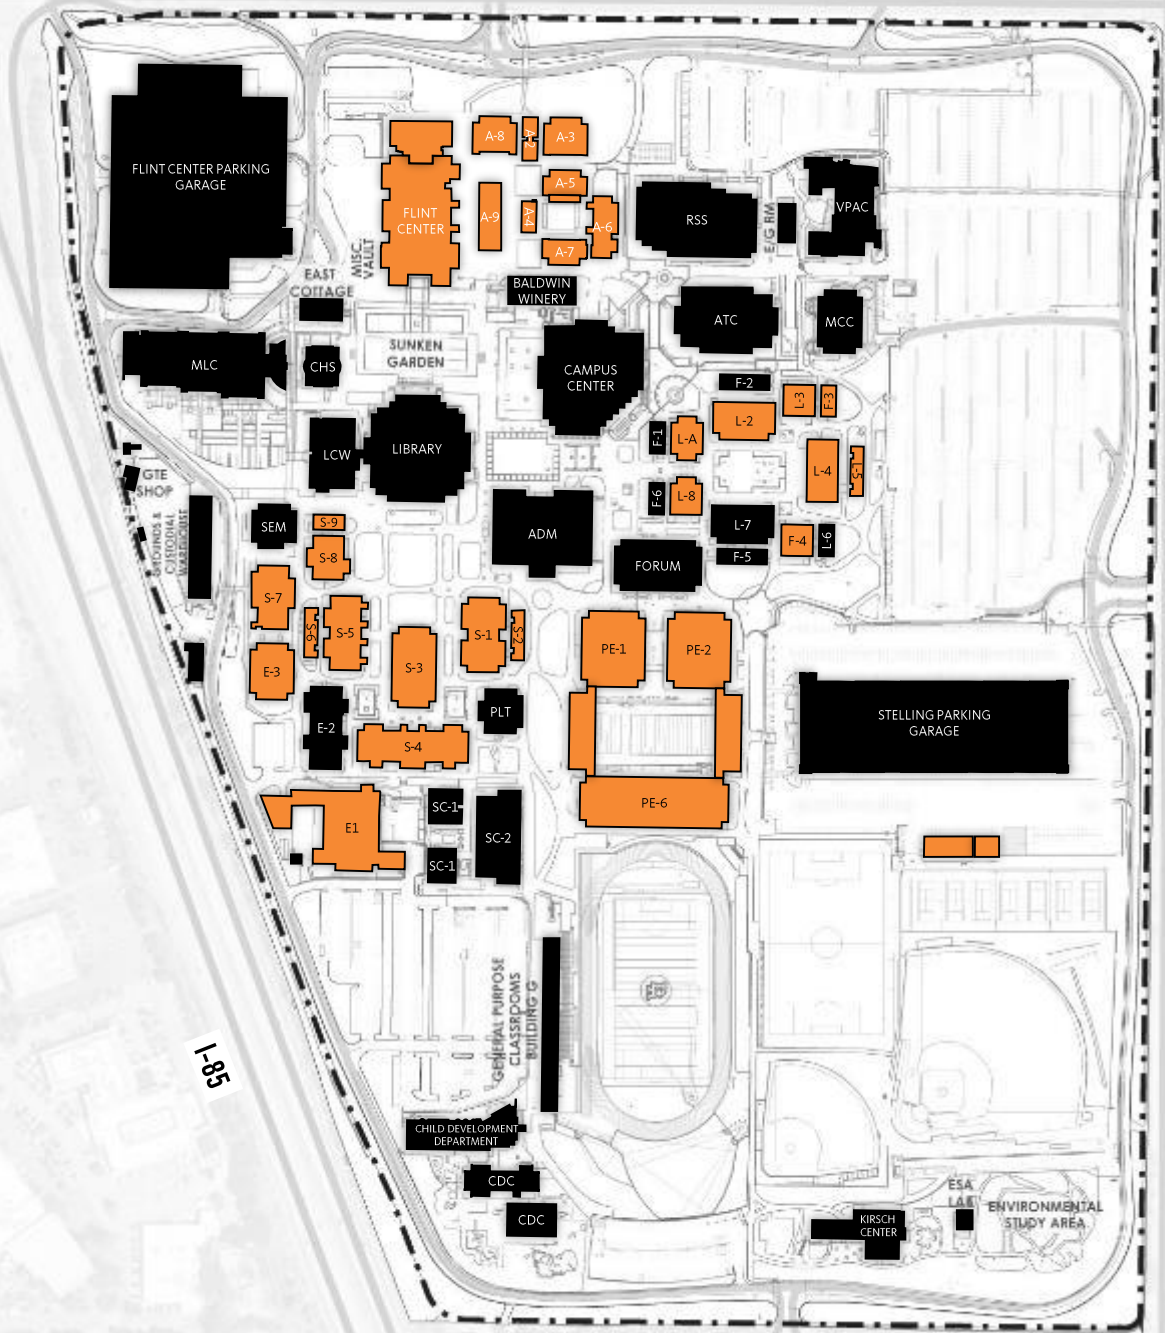 A-8
A-2
A-3
FLINT CENTER PARKING
GARAGE
A-5
FLINT
CENTER
A-9
A-4
A-6
RSS
E/G RM
VPAC
MISC.
VAULT
A-7
EAST
COTTAGE
BALDWIN
WINERY
ATC
MCC
SUNKEN
GARDEN
MLC
CHS
CAMPUS
CENTER
F-2
L-3
F-3
L-2
F-1
L-A
LCW
LIBRARY
L-4
L-5
GTE
SHOP
F-6
L-8
GROUNDS &
CUSTODIAL
WAREHOUSE
SEM
S-9
ADM
L-7
F-4
L-6
S-8
F-5
FORUM
S-7
S-6
S-5
S-1
S-2
PE-1
PE-2
E-3
S-3
E-2
PLT
STELLING PARKING
GARAGE
S-4
PE-6
SC-1
E1
SC-2
SC-1
GENERAL PURPOSE
CLASSROOMS
BUILDING G
I-85
CHILD DEVELOPMENT
DEPARTMENT
CDC
CDC
ESA
LAB
KIRSCH
CENTER
ENVIRONMENTAL
STUDY AREA